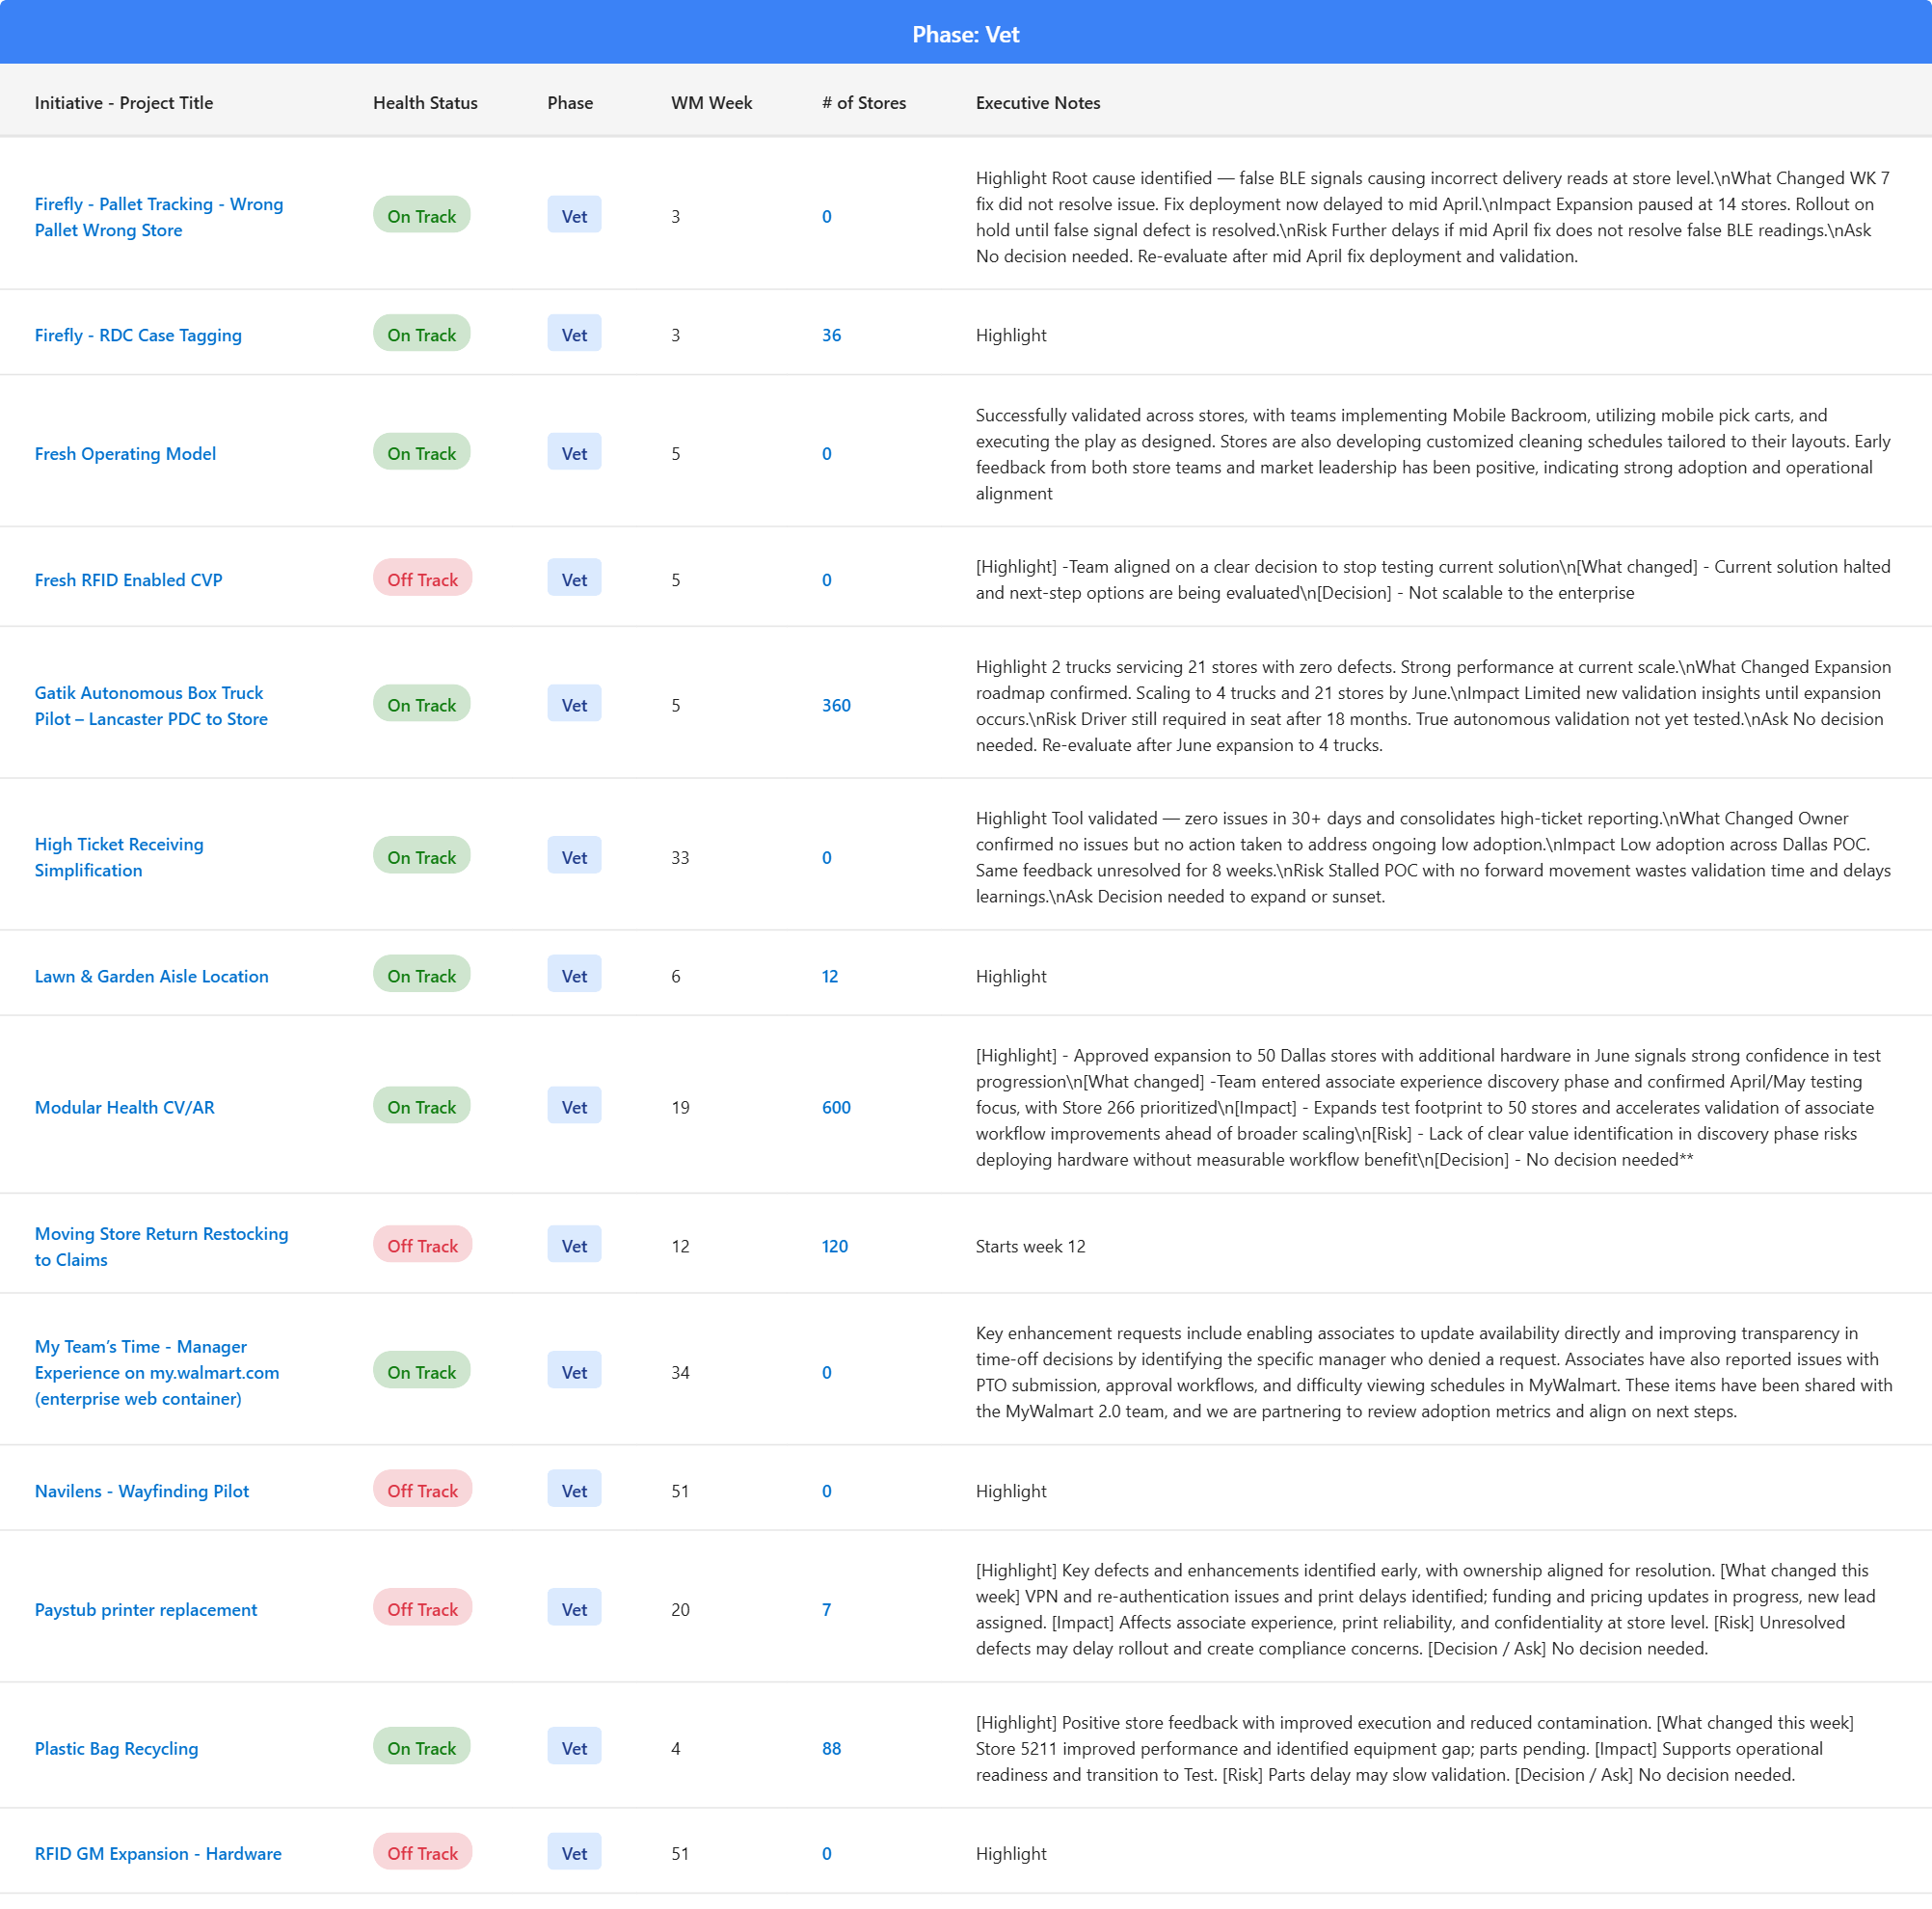 Phase: Vet
Initiative - Project Title	Health Status	Phase	WM Week	# of Stores	Executive Notes
Firefly - Pallet Tracking - Wrong
Pallet Wrong Store
On Track
Vet
3
0
Highlight Root cause identified — false BLE signals causing incorrect delivery reads at store level.\nWhat Changed WK 7
fix did not resolve issue. Fix deployment now delayed to mid April.\nImpact Expansion paused at 14 stores. Rollout on
hold until false signal defect is resolved.\nRisk Further delays if mid April fix does not resolve false BLE readings.\nAsk
No decision needed. Re-evaluate after mid April fix deployment and validation.
Firefly - RDC Case Tagging
On Track
Vet
3
36
Highlight
Fresh Operating Model
On Track
Vet
5
0
Successfully validated across stores, with teams implementing Mobile Backroom, utilizing mobile pick carts, and
executing the play as designed. Stores are also developing customized cleaning schedules tailored to their layouts. Early
feedback from both store teams and market leadership has been positive, indicating strong adoption and operational
alignment
Fresh RFID Enabled CVP
Off Track
Vet
5
0
[Highlight] -Team aligned on a clear decision to stop testing current solution\n[What changed] - Current solution halted
and next-step options are being evaluated\n[Decision] - Not scalable to the enterprise
Gatik Autonomous Box Truck
Pilot – Lancaster PDC to Store
On Track
Vet
5
360
Highlight 2 trucks servicing 21 stores with zero defects. Strong performance at current scale.\nWhat Changed Expansion
roadmap confirmed. Scaling to 4 trucks and 21 stores by June.\nImpact Limited new validation insights until expansion
occurs.\nRisk Driver still required in seat after 18 months. True autonomous validation not yet tested.\nAsk No decision
needed. Re-evaluate after June expansion to 4 trucks.
High Ticket Receiving
Simplification
On Track
Vet
33
0
Highlight Tool validated — zero issues in 30+ days and consolidates high-ticket reporting.\nWhat Changed Owner
confirmed no issues but no action taken to address ongoing low adoption.\nImpact Low adoption across Dallas POC.
Same feedback unresolved for 8 weeks.\nRisk Stalled POC with no forward movement wastes validation time and delays
learnings.\nAsk Decision needed to expand or sunset.
Lawn & Garden Aisle Location
On Track
Vet
6
12
Highlight
Modular Health CV/AR
On Track
Vet
19
600
[Highlight] - Approved expansion to 50 Dallas stores with additional hardware in June signals strong confidence in test
progression\n[What changed] -Team entered associate experience discovery phase and confirmed April/May testing
focus, with Store 266 prioritized\n[Impact] - Expands test footprint to 50 stores and accelerates validation of associate
workflow improvements ahead of broader scaling\n[Risk] - Lack of clear value identification in discovery phase risks
deploying hardware without measurable workflow benefit\n[Decision] - No decision needed**
Moving Store Return Restocking
to Claims
Off Track
Vet
12
120
Starts week 12
My Team’s Time - Manager
Experience on my.walmart.com
(enterprise web container)
On Track
Vet
34
0
Key enhancement requests include enabling associates to update availability directly and improving transparency in
time-off decisions by identifying the specific manager who denied a request. Associates have also reported issues with
PTO submission, approval workflows, and difficulty viewing schedules in MyWalmart. These items have been shared with
the MyWalmart 2.0 team, and we are partnering to review adoption metrics and align on next steps.
Navilens - Wayfinding Pilot
Off Track
Vet
51
0
Highlight
Paystub printer replacement
Off Track
Vet
20
7
[Highlight] Key defects and enhancements identified early, with ownership aligned for resolution. [What changed this
week] VPN and re-authentication issues and print delays identified; funding and pricing updates in progress, new lead
assigned. [Impact] Affects associate experience, print reliability, and confidentiality at store level. [Risk] Unresolved
defects may delay rollout and create compliance concerns. [Decision / Ask] No decision needed.
Plastic Bag Recycling
On Track
Vet
4
88
[Highlight] Positive store feedback with improved execution and reduced contamination. [What changed this week]
Store 5211 improved performance and identified equipment gap; parts pending. [Impact] Supports operational
readiness and transition to Test. [Risk] Parts delay may slow validation. [Decision / Ask] No decision needed.
RFID GM Expansion - Hardware
Off Track
Vet
51
0
Highlight